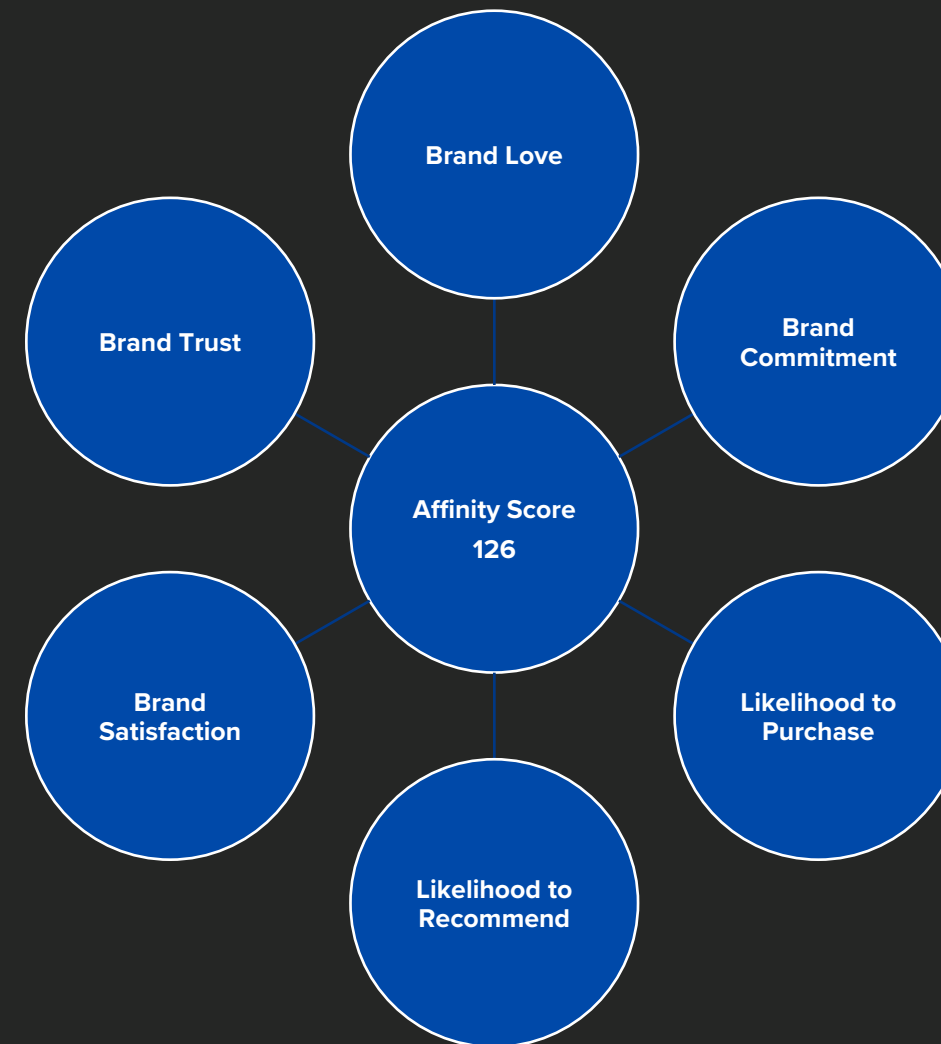 Brand Love
Brand Trust
Brand
Commitment
Affinity Score
126
Brand
Satisfaction
Likelihood to
Purchase
Likelihood to
Recommend